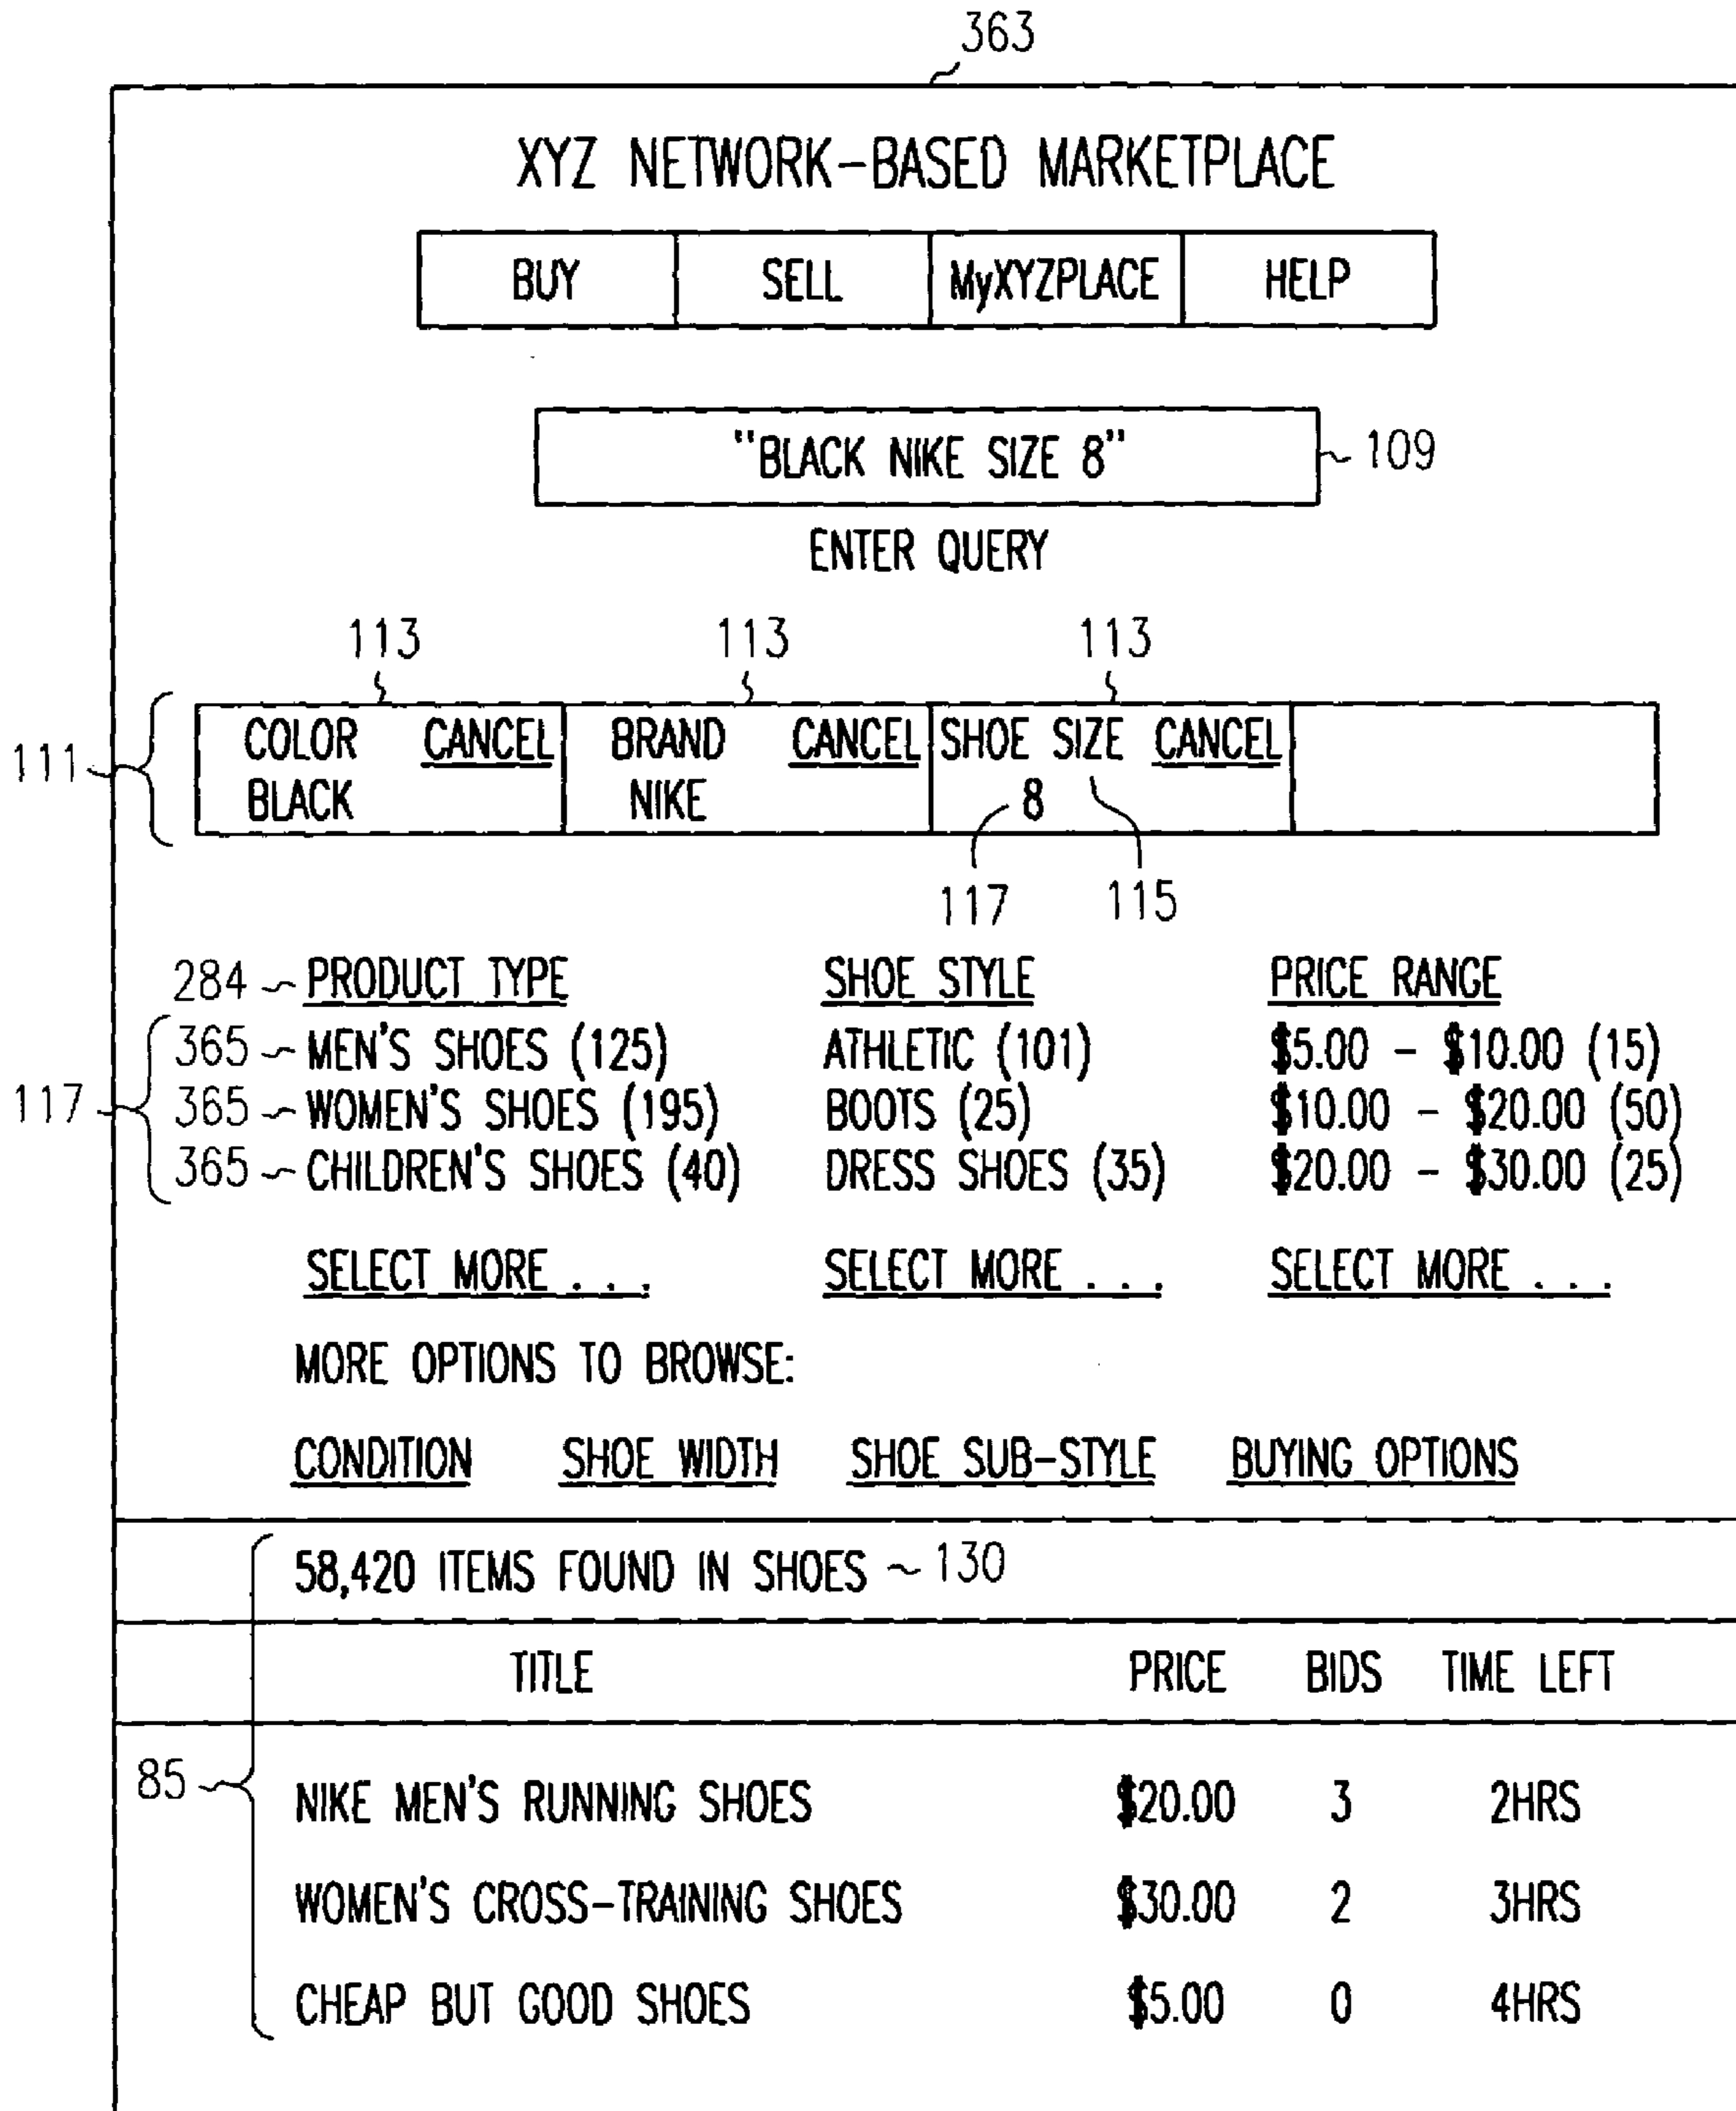 363
XYZ NETWORK-BASED MARKETPLACE
BUY SELL MyXYZPLACE HELP
"BLACK NIKE SIZE 8" 109
ENTER QUERY
113 113 113
COLOR CANCEL BRAND CANCEL SHOE SIZE CANCEL
111
BLACK NIKE 8
117 115
284 PRODUCT TYPE SHOE STYLE PRICE RANGE
365 MEN'S SHOES (125) ATHLETIC (101) $5.00 - $10.00 (15)
117 365 WOMEN'S SHOES (195) BOOTS (25) $10.00 - $20.00 (50)
365 CHILDREN'S SHOES (40) DRESS SHOES (35) $20.00 - $30.00 (25)
SELECT MORE . . . SELECT MORE . . . SELECT MORE . . .
MORE OPTIONS TO BROWSE:
CONDITION SHOE WIDTH SHOE SUB-STYLE BUYING OPTIONS
58,420 ITEMS FOUND IN SHOES 130
TITLE PRICE BIDS TIME LEFT
85 NIKE MEN'S RUNNING SHOES $20.00 3 2HRS
WOMEN'S CROSS-TRAINING SHOES $30.00 2 3HRS
CHEAP BUT GOOD SHOES $5.00 0 4HRS